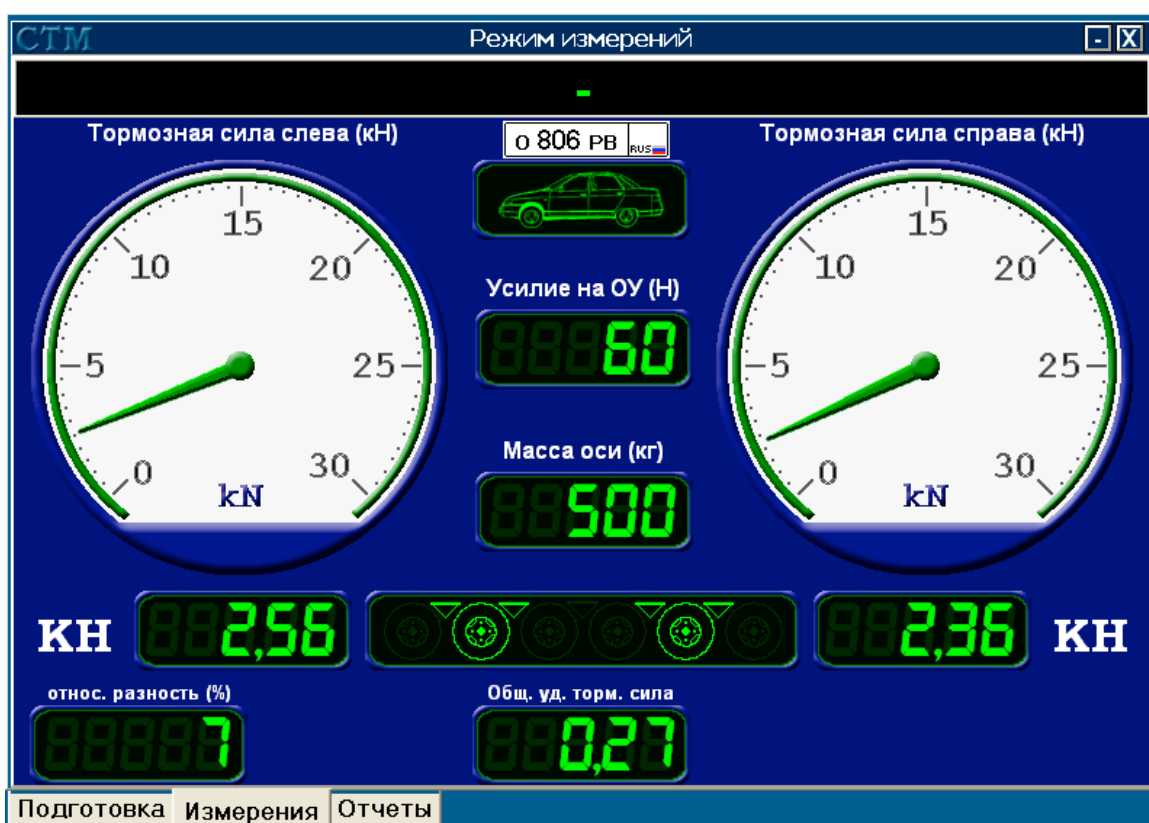 СТМ
Режим измерений
- X
-
Тормозная сила слева (кН)
О 806 РВ RUS
Тормозная сила справа (кН)
15
10 20
5 25
0 30
kN
15
10 20
5 25
0 30
kN
Усилие на ОУ (Н)
60
Масса оси (кг)
500
КН 2,56
2,36 КН
относ. разность (%)
7
Общ. уд. торм. сила
0,27
Подготовка Измерения Отчеты